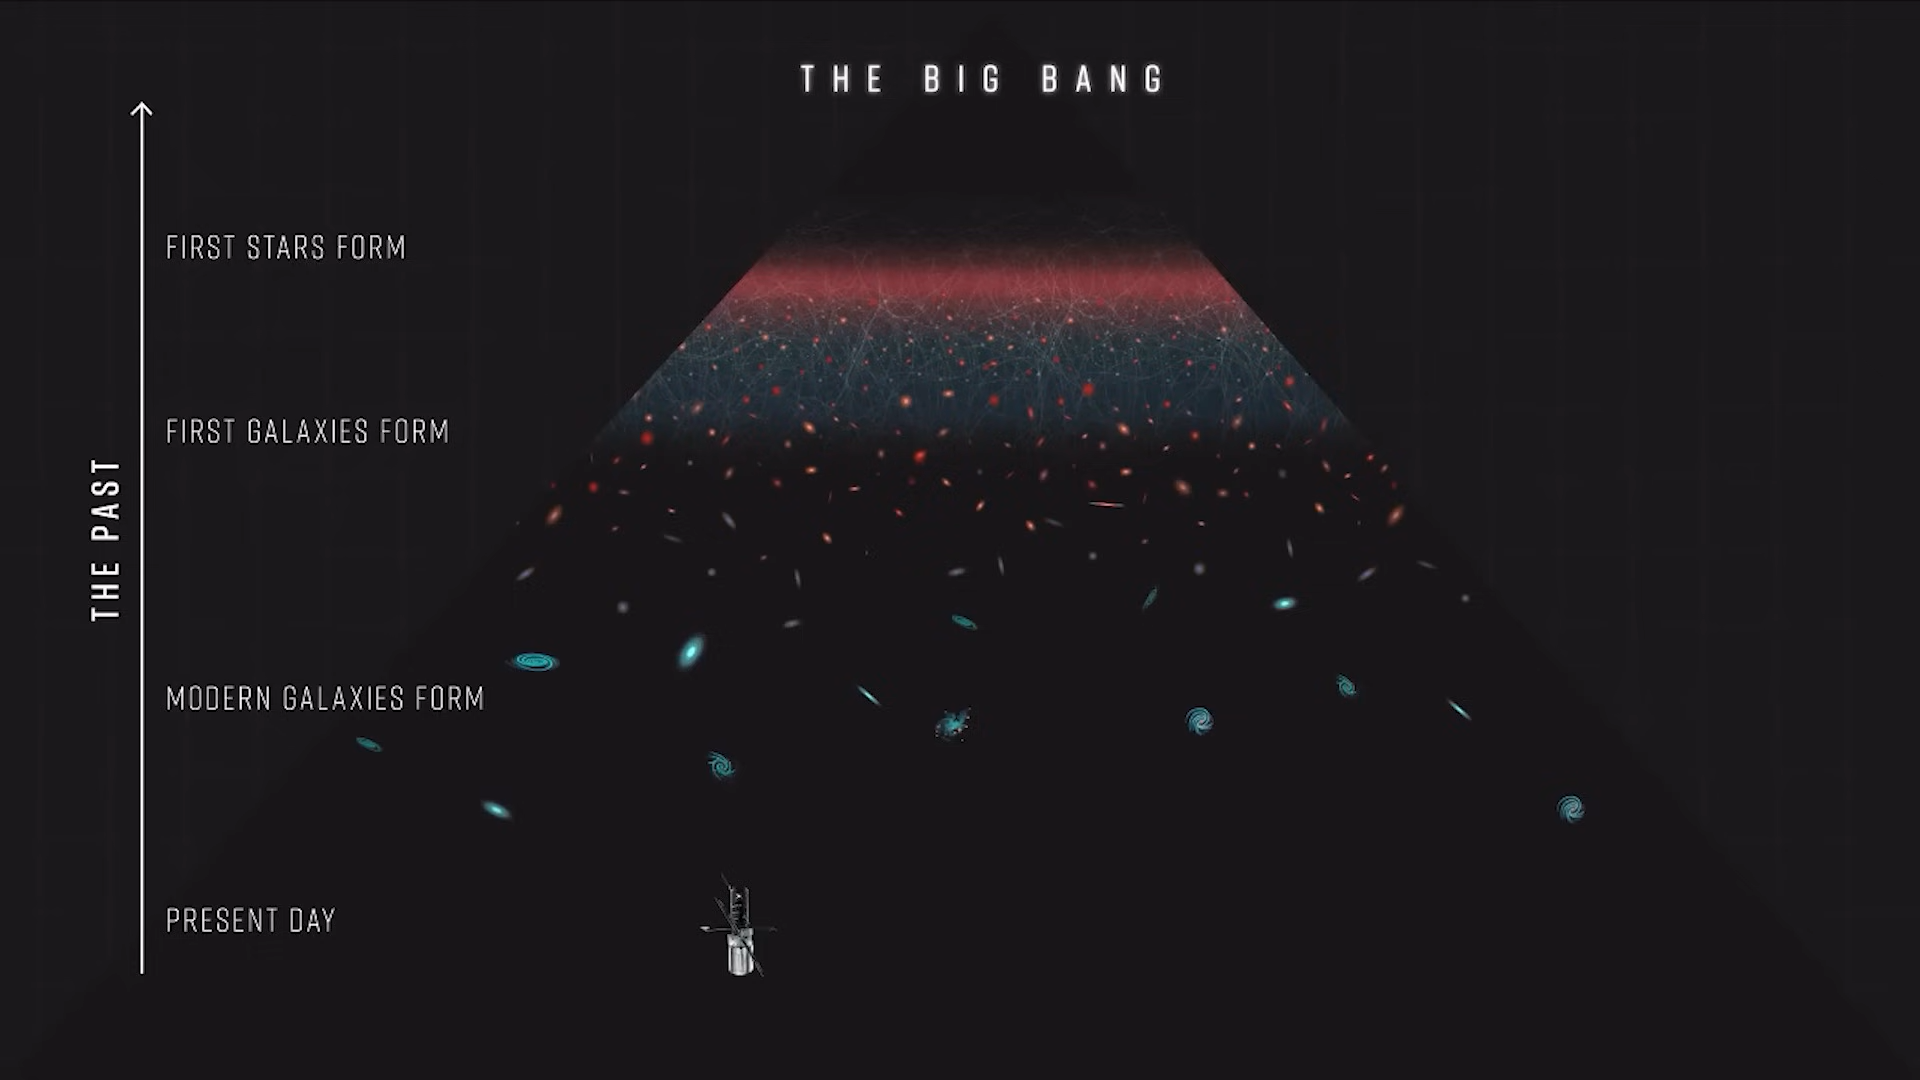 THE BIG BANG
FIRST STARS FORM
FIRST GALAXIES FORM
THE PAST
MODERN GALAXIES FORM
PRESENT DAY